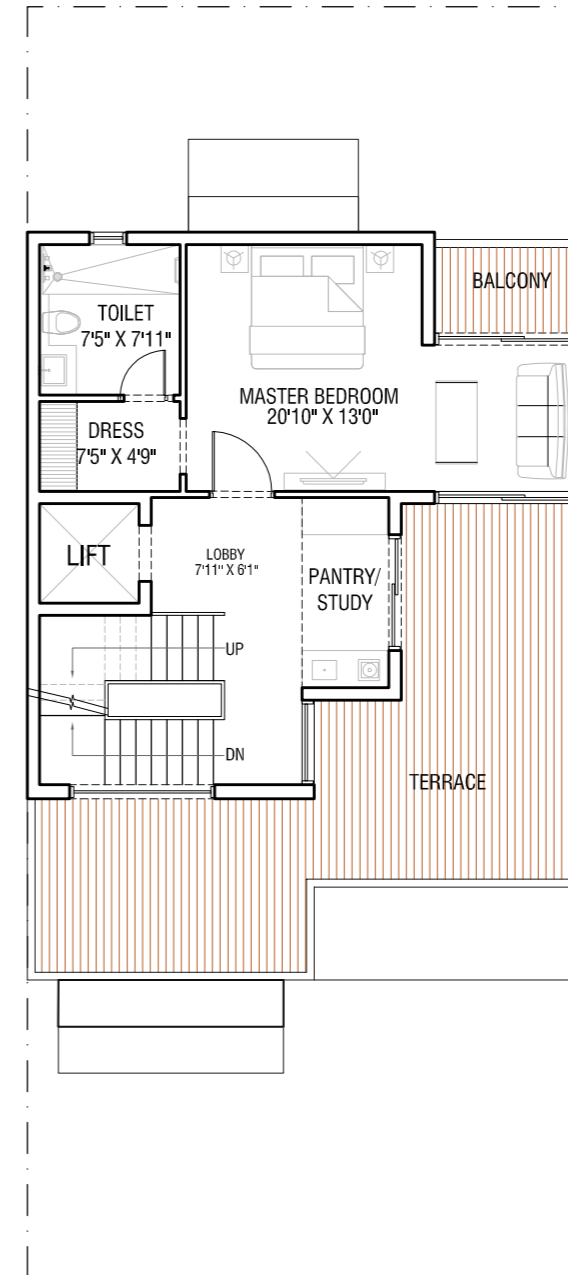 BALCONY
TOILET
7'5" X 7'11"
MASTER BEDROOM
20'10" X 13'0"
DRESS
7'5" X 4'9"
LIFT
LOBBY
7'11" X 6'1"
PANTRY/
STUDY
UP
DN
TERRACE